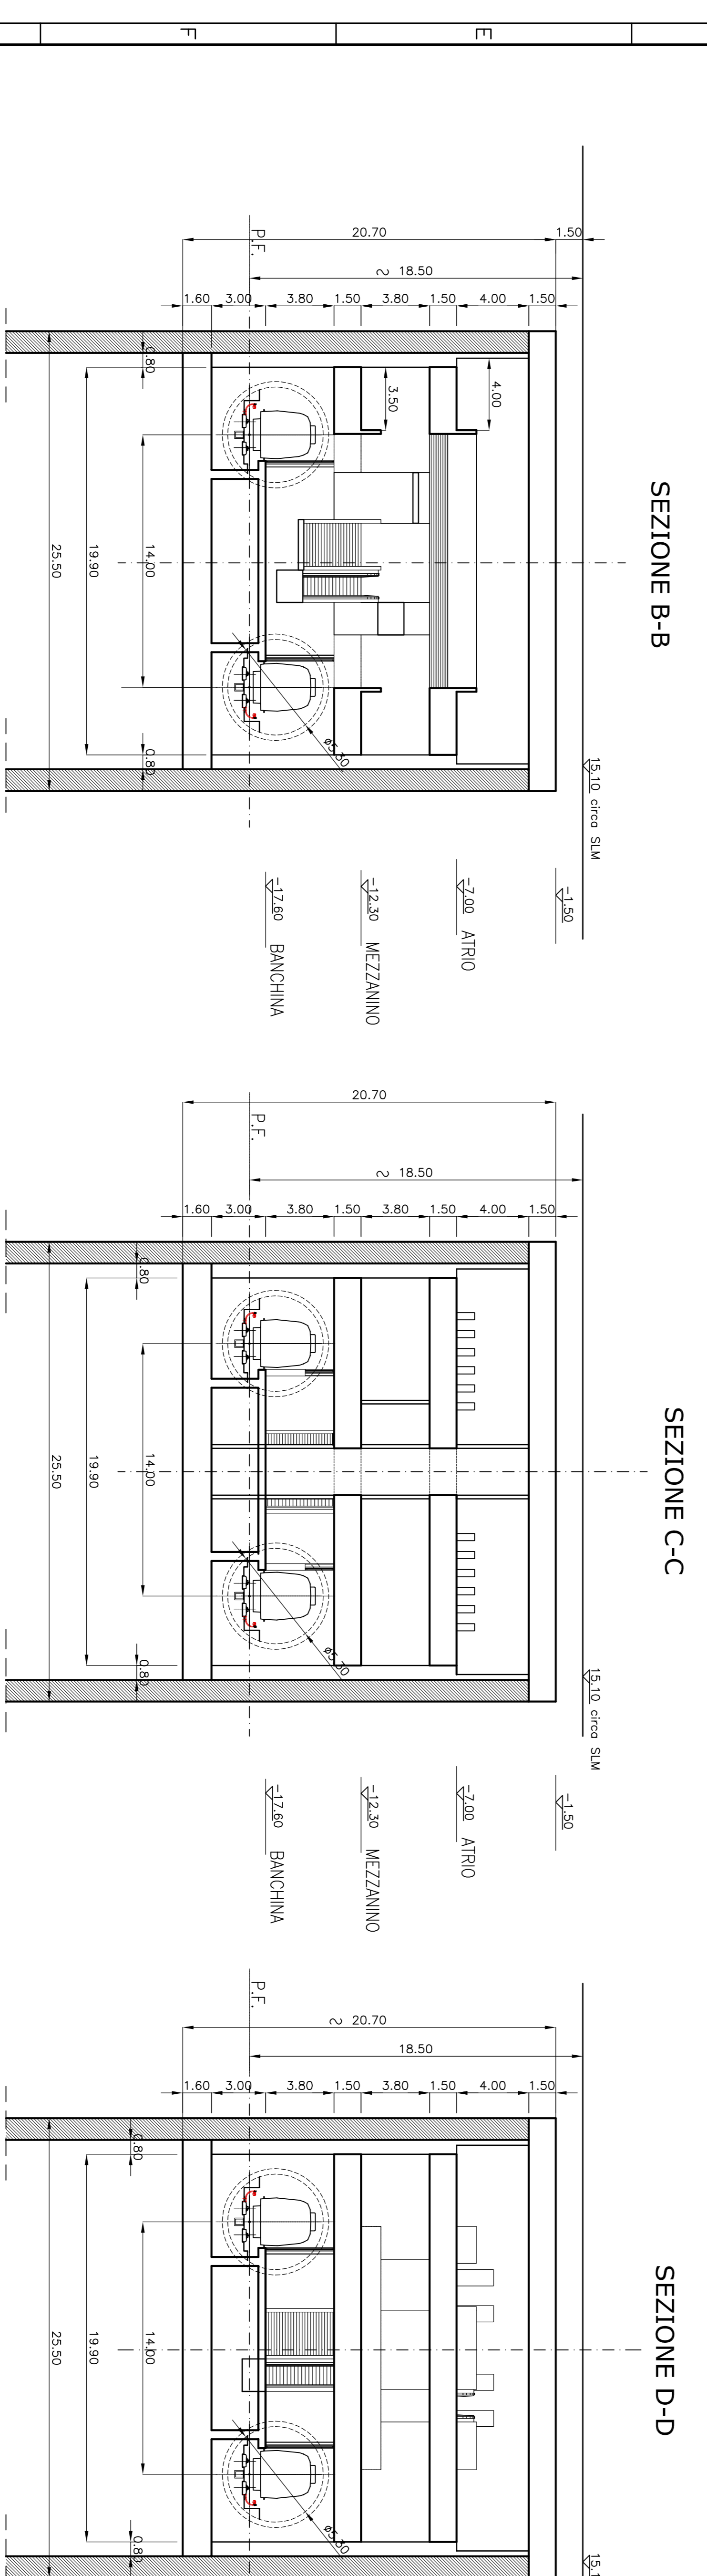 F
E
SEZIONE B-B
20.70
1.50
∼ 18.50
P.F.
1.60
3.00
3.80
1.50
3.80
1.50
4.00
1.50
0.80
4.00
3.50
14.00
19.90
25.50
ø5.30
0.80
15.10 circa SLM
-1.50
-7.00 ATRIO
-12.30 MEZZANINO
-17.60 BANCHINA
SEZIONE C-C
20.70
∼ 18.50
P.F.
1.60
3.00
3.80
1.50
3.80
1.50
4.00
1.50
0.80
14.00
19.90
25.50
ø5.30
0.80
15.10 circa SLM
-1.50
-7.00 ATRIO
-12.30 MEZZANINO
-17.60 BANCHINA
SEZIONE D-D
∼ 20.70
18.50
P.F.
1.60
3.00
3.80
1.50
3.80
1.50
4.00
1.50
0.80
14.00
19.90
25.50
ø5.30
0.80